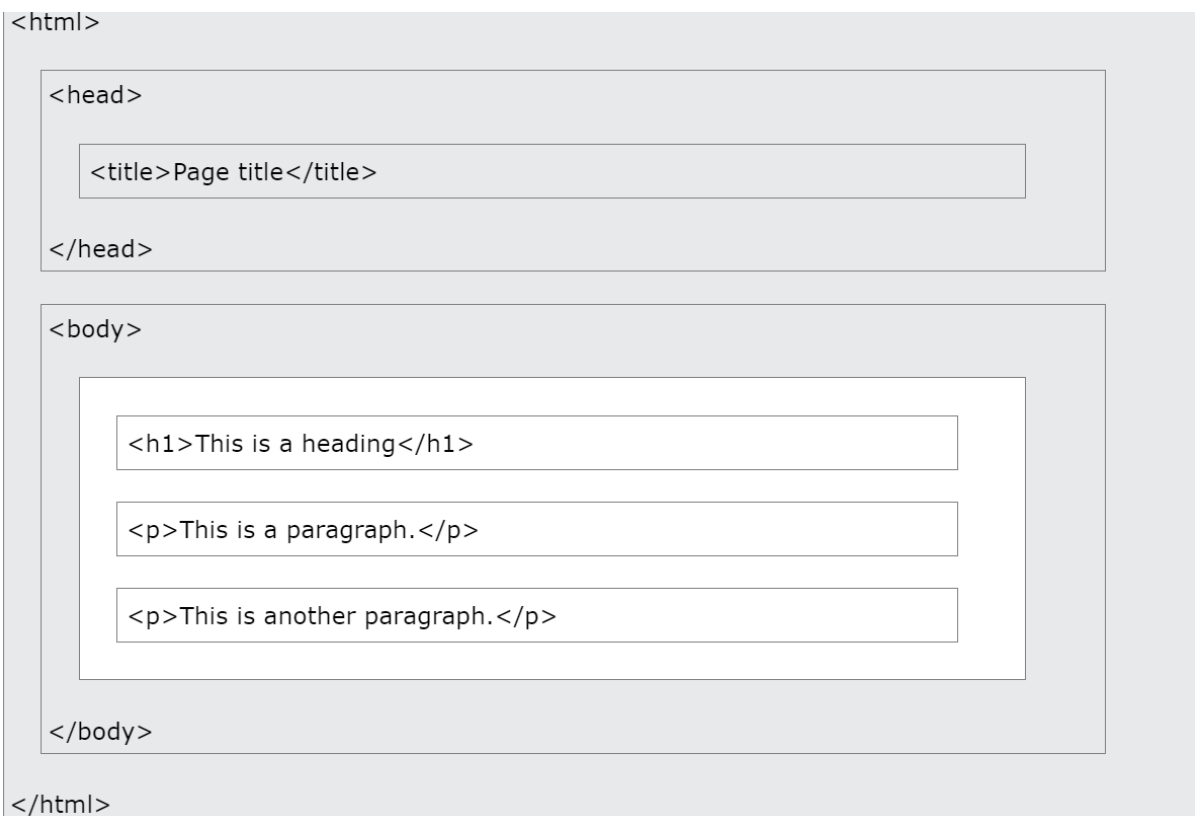 <html>
<head>
<title>Page title</title>
</head>
<body>
<h1>This is a heading</h1>
<p>This is a paragraph.</p>
<p>This is another paragraph.</p>
</body>
</html>